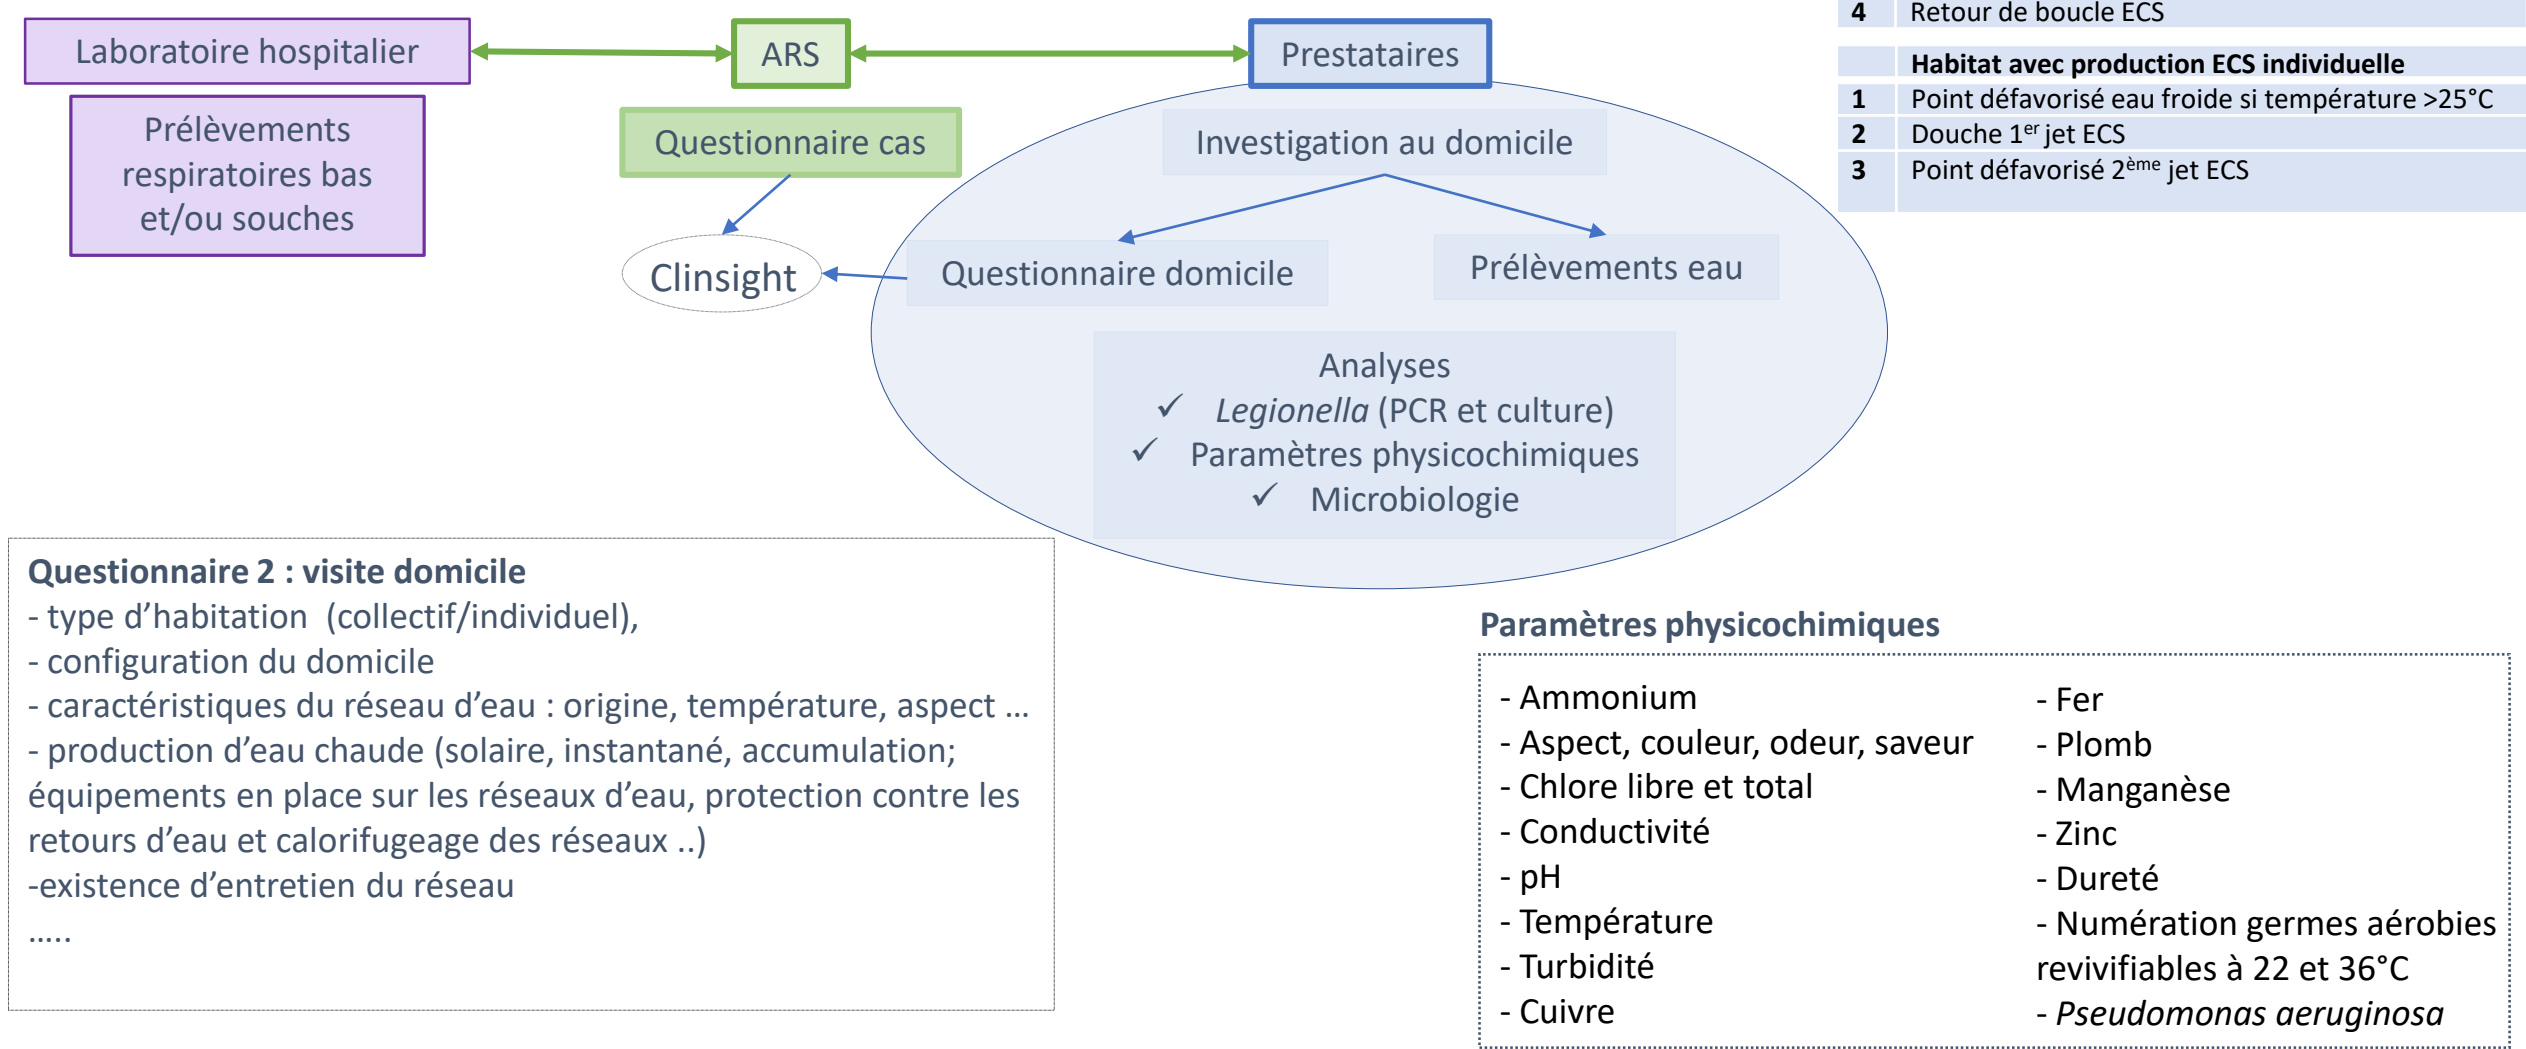 4 Retour de boucle ECS
Laboratoire hospitalier
ARS
Prestataires
Habitat avec production ECS individuelle
1 Point défavorisé eau froide si température >25°C
2 Douche 1er jet ECS
3 Point défavorisé 2ème jet ECS
Prélèvements
respiratoires bas
et/ou souches
Questionnaire cas
Investigation au domicile
Clinsight
Questionnaire domicile
Prélèvements eau
Analyses
✓ Legionella (PCR et culture)
✓ Paramètres physicochimiques
✓ Microbiologie
Questionnaire 2 : visite domicile
- type d’habitation (collectif/individuel),
- configuration du domicile
- caractéristiques du réseau d’eau : origine, température, aspect …
- production d’eau chaude (solaire, instantané, accumulation;
équipements en place sur les réseaux d’eau, protection contre les
retours d’eau et calorifugeage des réseaux ..)
-existence d’entretien du réseau
…..
Paramètres physicochimiques
- Ammonium
- Aspect, couleur, odeur, saveur
- Chlore libre et total
- Conductivité
- pH
- Température
- Turbidité
- Cuivre
- Fer
- Plomb
- Manganèse
- Zinc
- Dureté
- Numération germes aérobies
revivifiables à 22 et 36°C
- Pseudomonas aeruginosa